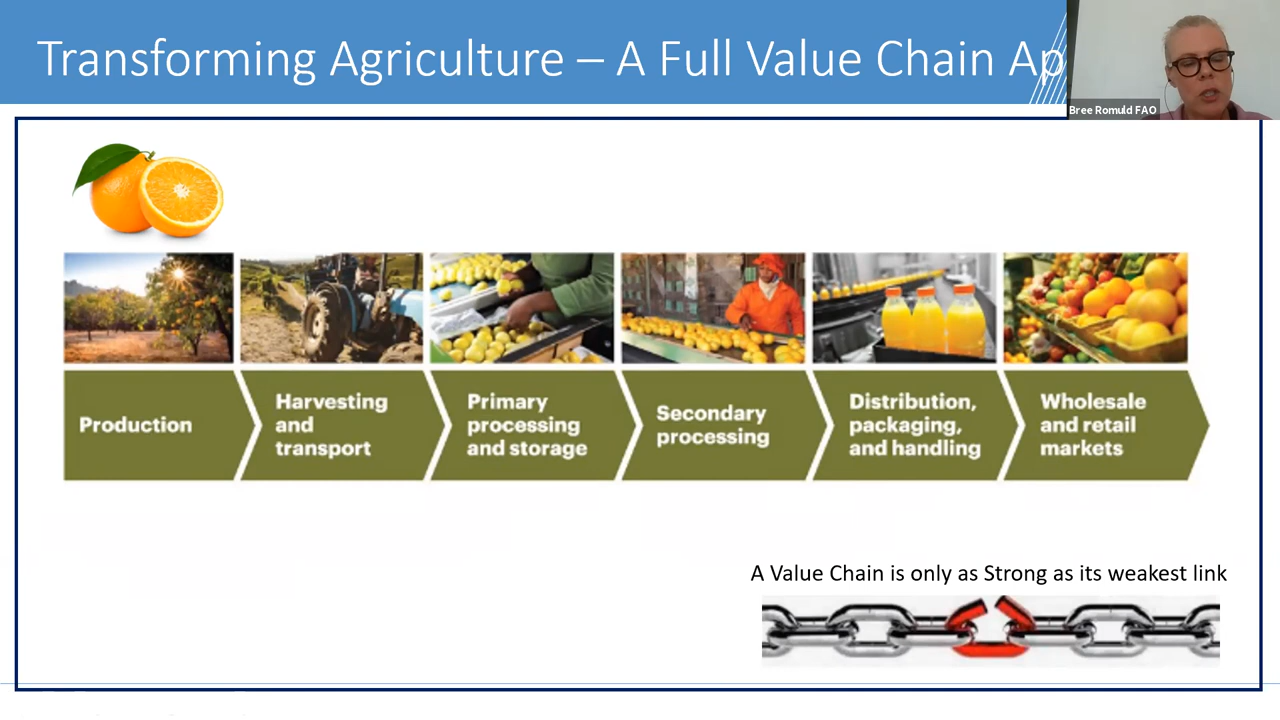 Transforming Agriculture – A Full Value Chain Ap
Bree Romuld FAO
Production
Harvesting
and
transport
Primary
processing
and storage
Secondary
processing
Distribution,
packaging,
and handling
Wholesale
and retail
markets
A Value Chain is only as Strong as its weakest link